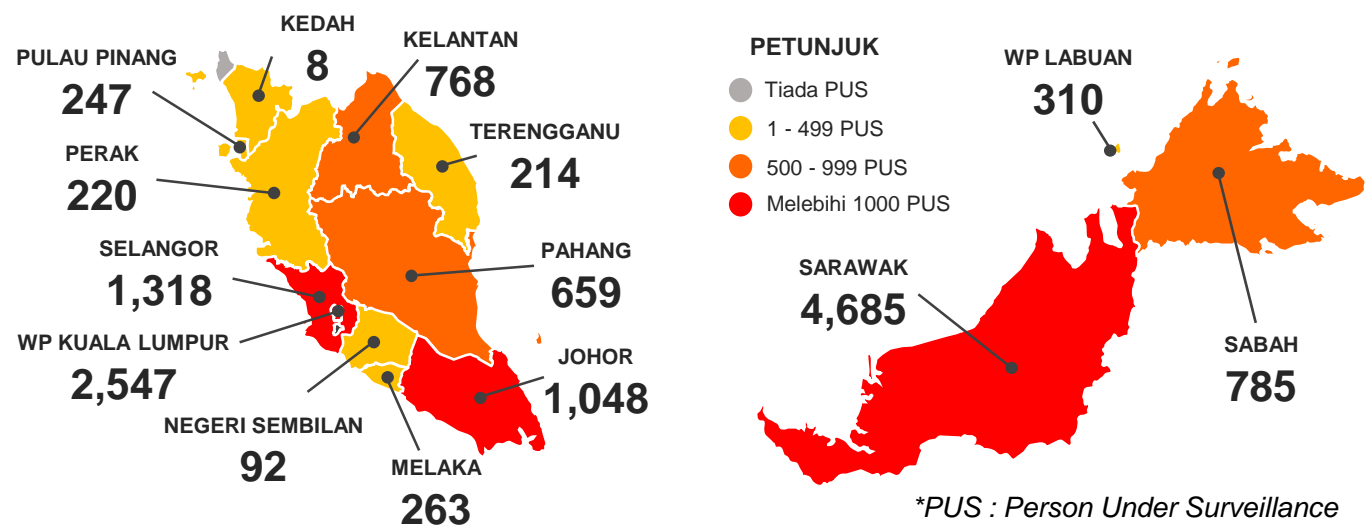 KEDAH
8
KELANTAN
768
PULAU PINANG
247
TERENGGANU
214
PERAK
220
SELANGOR
1,318
PAHANG
659
WP KUALA LUMPUR
2,547
JOHOR
1,048
NEGERI SEMBILAN
92
MELAKA
263
PETUNJUK
Tiada PUS
1 - 499 PUS
500 - 999 PUS
Melebihi 1000 PUS
WP LABUAN
310
SARAWAK
4,685
SABAH
785
*PUS : Person Under Surveillance